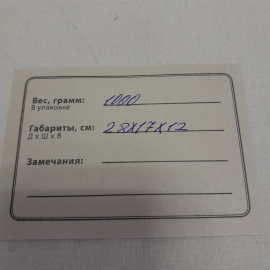 Вес, грамм: 1000
В упаковке
Габариты, см: 28х17х12
Д х Ш х В
Замечания: